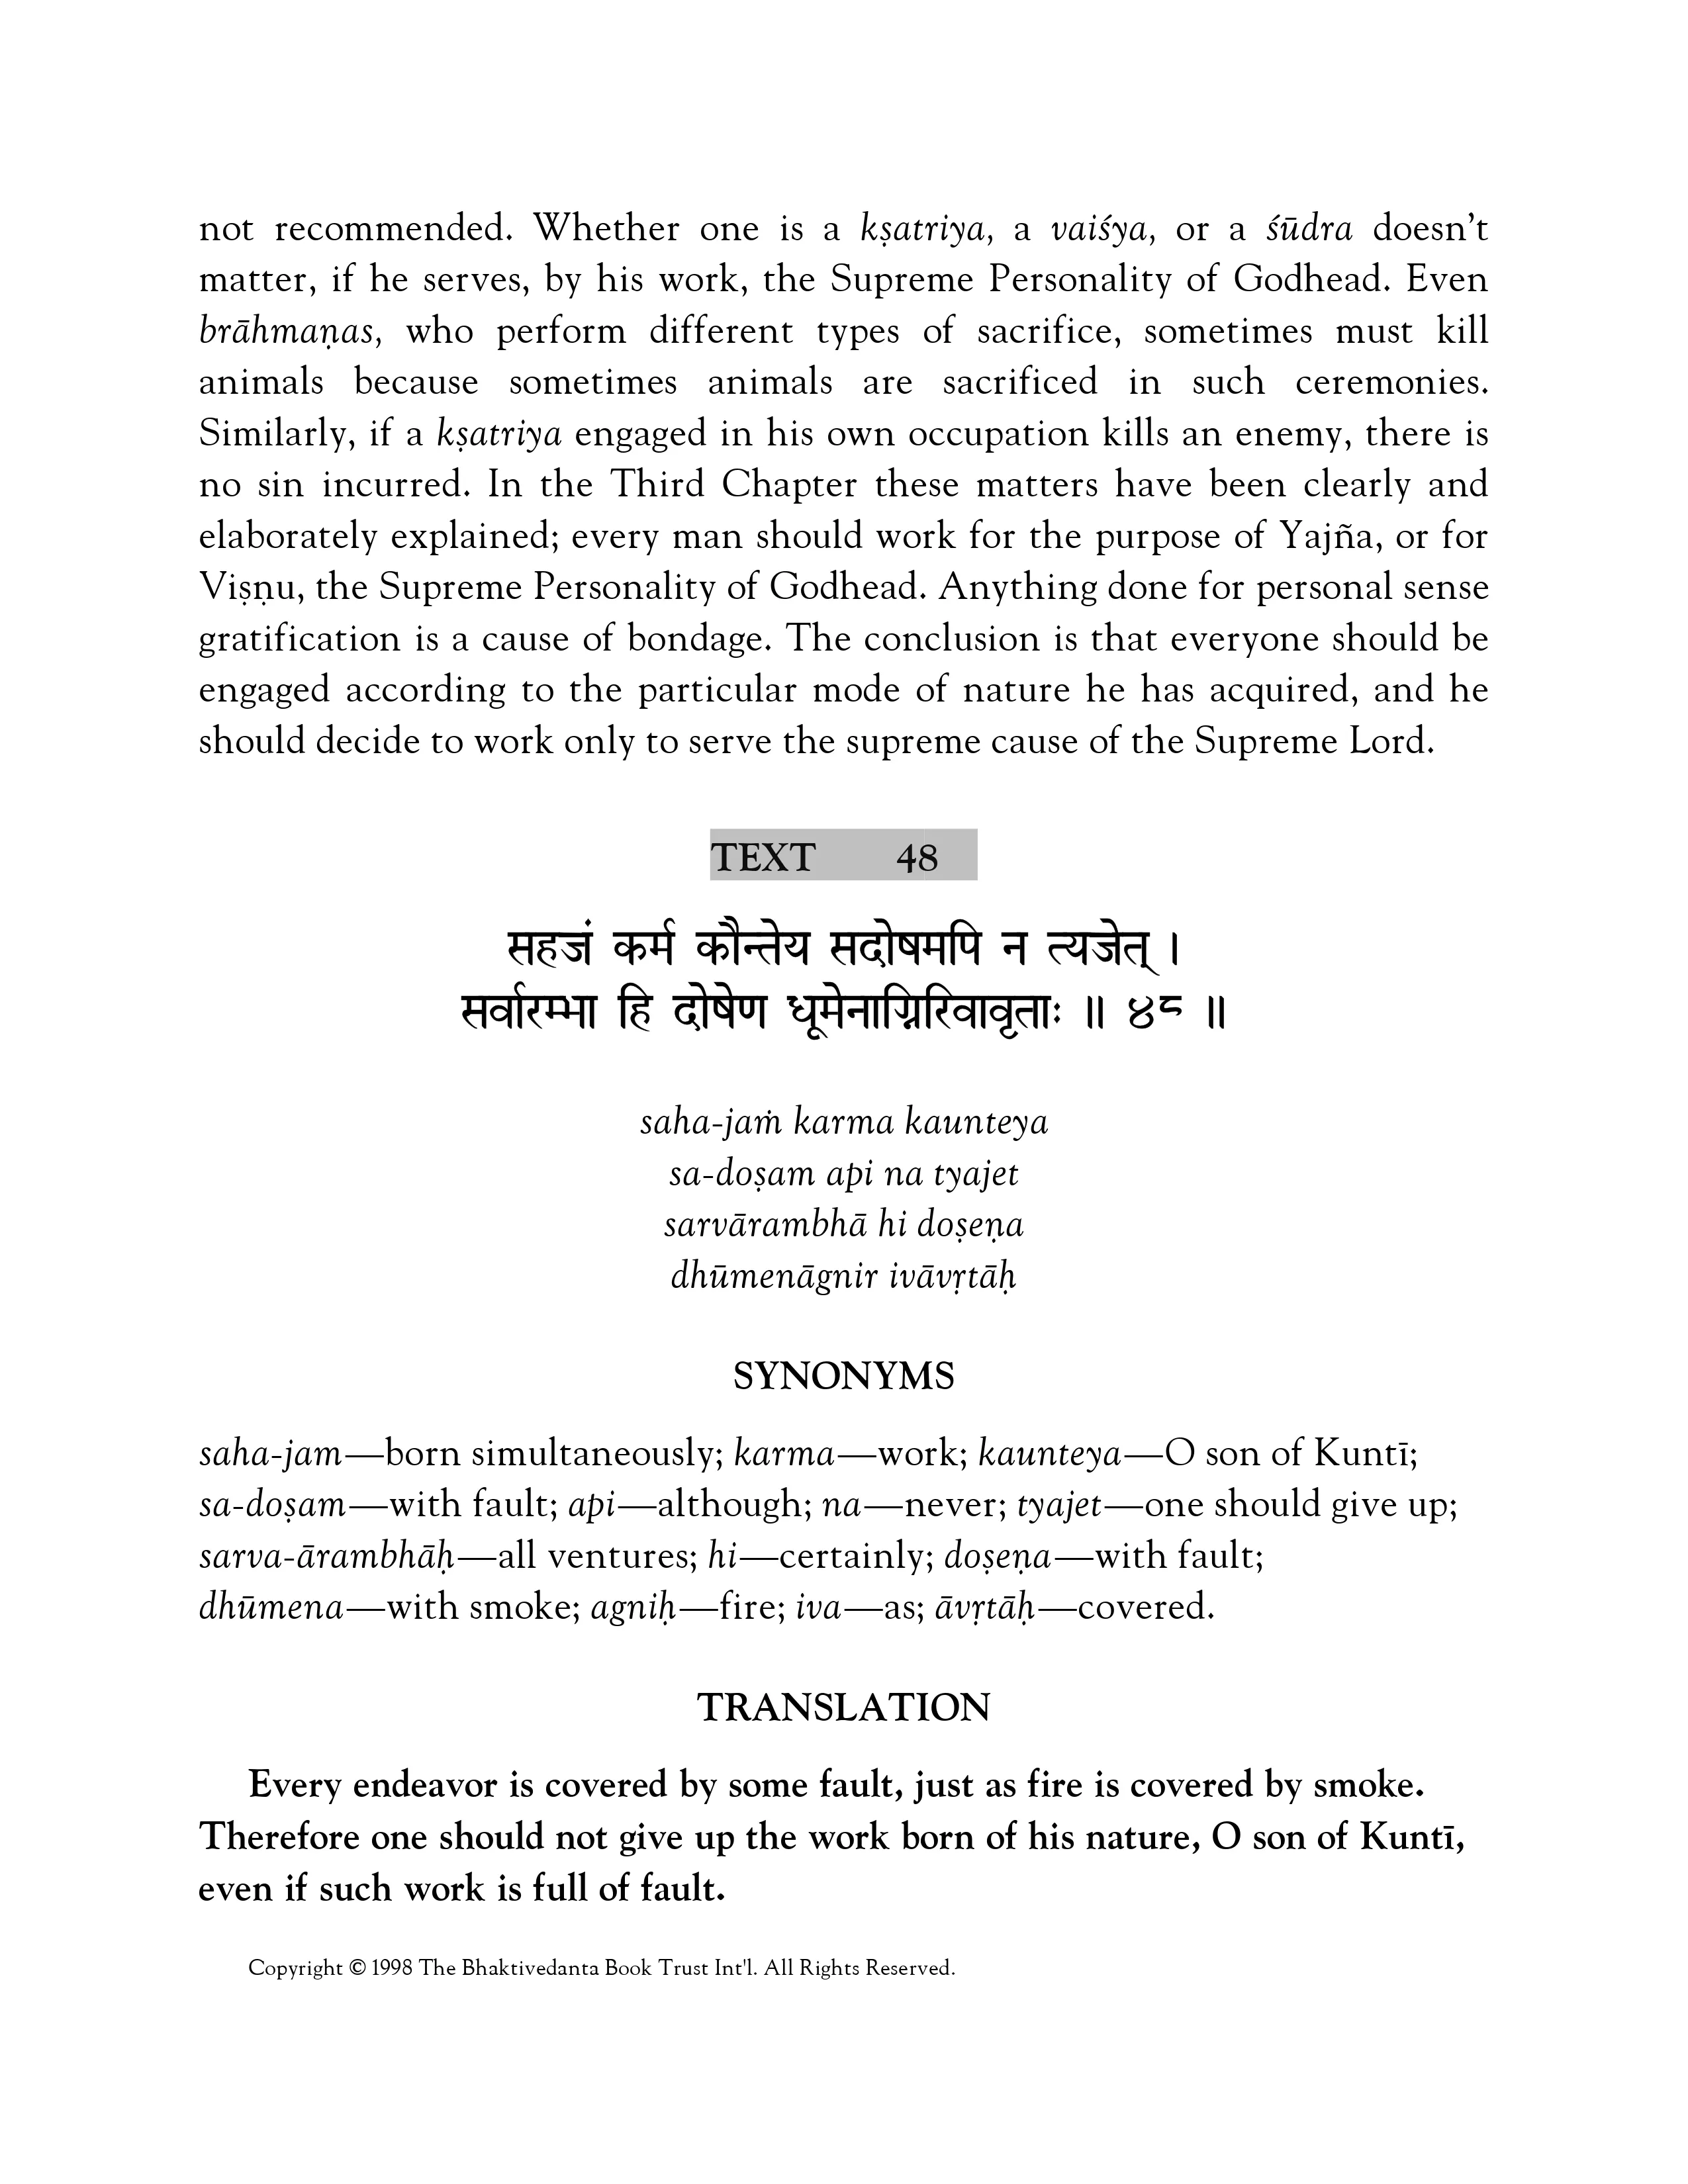 not recommended. Whether one is a kṣatriya, a vaiśya, or a śūdra doesn’t
matter, if he serves, by his work, the Supreme Personality of Godhead. Even
brāhmaṇas, who perform different types of sacrifice, sometimes must kill
animals because sometimes animals are sacrificed in such ceremonies.
Similarly, if a kṣatriya engaged in his own occupation kills an enemy, there is
no sin incurred. In the Third Chapter these matters have been clearly and
elaborately explained; every man should work for the purpose of Yajña, or for
Viṣṇu, the Supreme Personality of Godhead. Anything done for personal sense
gratification is a cause of bondage. The conclusion is that everyone should be
engaged according to the particular mode of nature he has acquired, and he
should decide to work only to serve the supreme cause of the Supreme Lord.
TEXT 48
सहजं कर्म कौन्तेय सदोषमपि न त्यजेत् ।
सर्वारम्भा हि दोषेण धूमेनाग्निरिवावृताः ॥ ४८ ॥
saha-jaṁ karma kaunteya
sa-doṣam api na tyajet
sarvārambhā hi doṣeṇa
dhūmenāgnir ivāvṛtāḥ
SYNONYMS
saha-jam—born simultaneously; karma—work; kaunteya—O son of Kuntī;
sa-doṣam—with fault; api—although; na—never; tyajet—one should give up;
sarva-ārambhāḥ—all ventures; hi—certainly; doṣeṇa—with fault;
dhūmena—with smoke; agniḥ—fire; iva—as; āvṛtāḥ—covered.
TRANSLATION
Every endeavor is covered by some fault, just as fire is covered by smoke.
Therefore one should not give up the work born of his nature, O son of Kuntī,
even if such work is full of fault.
Copyright © 1998 The Bhaktivedanta Book Trust Int'l. All Rights Reserved.